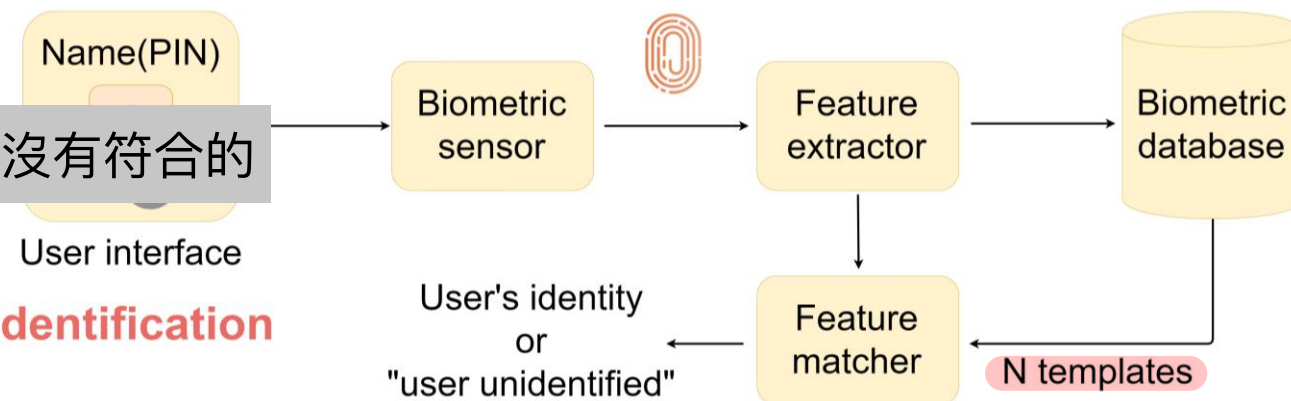 Name(PIN)
沒有符合的
User interface
dentification
Biometric
sensor
Feature
extractor
Biometric
database
User's identity
or
"user unidentified"
Feature
matcher
N templates